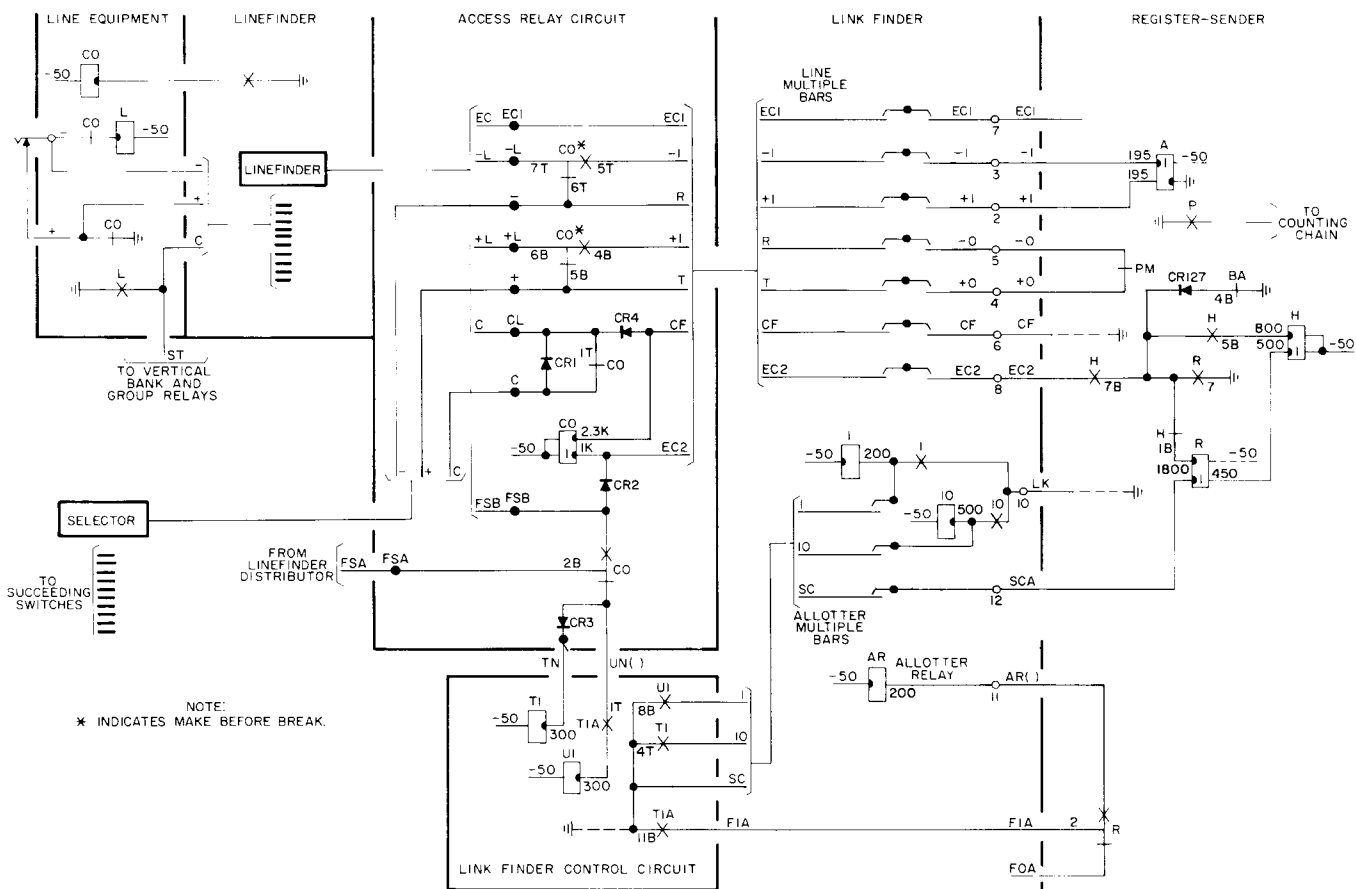 LINE EQUIPMENT
LINEFINDER
ACCESS RELAY CIRCUIT
LINK FINDER
REGISTER-SENDER
CO
-50
CO
L
-50
-
+
CO
C
L
ST
TO VERTICAL
BANK AND
GROUP RELAYS
LINEFINDER
EC
EC1
EC1
-L
-L
7T
CO*
5T
-1
6T
-
R
+L
+L
6B
CO*
4B
+1
5B
+
T
C
CL
CR4
CF
CR1
1T
CO
C
CO
2.3K
-50
1
1K
EC2
CR2
FSB
FSB
-
+
C
SELECTOR
TO
SUCCEEDING
SWITCHES
FROM
LINEFINDER
DISTRIBUTOR
FSA
FSA
2B
CO
CR3
TN
UN( )
NOTE:
* INDICATES MAKE BEFORE BREAK.
T1
-50
300
T1A
1T
U1
-50
300
U1
8B
1
T1
4T
10
SC
T1A
11B
F1A
LINK FINDER CONTROL CIRCUIT
LINE
MULTIPLE
BARS
EC1
EC1
7
EC1
-1
-1
3
-1
+1
+1
2
+1
R
-0
5
-0
T
+0
4
+0
CF
CF
6
CF
EC2
EC2
8
EC2
1
-50
200
1
10
-50
500
10
LK
10
1
10
SC
SCA
12
ALLOTTER
MULTIPLE
BARS
AR
-50
200
ALLOTTER
RELAY
AR( )
11
A
195
1
-50
195
P
TO
COUNTING
CHAIN
PM
CR127
BA
4B
H
5B
H
800
500
1
-50
H
7B
R
7
H
1B
R
-50
1800
1
450
F1A
2
R
FOA